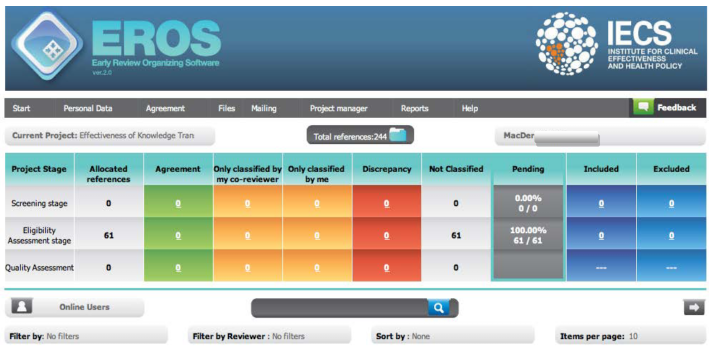 EROS
Early Review Organizing Software
ver.2.0
IECS
INSTITUTE FOR CLINICAL
EFFECTIVENESS
AND HEALTH POLICY
Start Personal Data Agreement Files Mailing Project manager Reports Help Feedback
Current Project: Effectiveness of Knowledge Tran Total references:244 MacDer
Project Stage Allocated references Agreement Only classified by my co-reviewer Only classified by me Discrepancy Not Classified Pending Included Excluded
Screening stage 0 0 0 0 0 0 0.00% 0 / 0 0 0
Eligibility Assessment stage 61 0 0 0 0 61 100.00% 61 / 61 0 0
Quality Assessment 0 0 0 0 0 0 --- ---
Online Users
Filter by: No filters Filter by Reviewer : No filters Sort by : None Items per page: 10